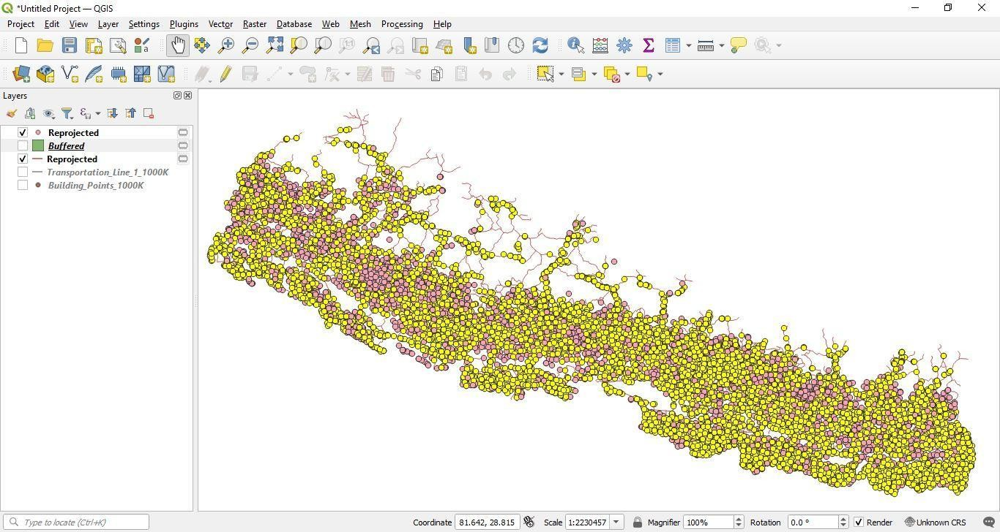 *Untitled Project — QGIS
Project Edit View Layer Settings Plugins Vector Raster Database Web Mesh Processing Help
Layers
Reprojected
Buffered
Reprojected
Transportation_Line_1_1000K
Building_Points_1000K
Type to locate (Ctrl+K) Coordinate 81.642, 28.815 Scale 1:2230457 Magnifier 100% Rotation 0.0 ° Render Unknown CRS